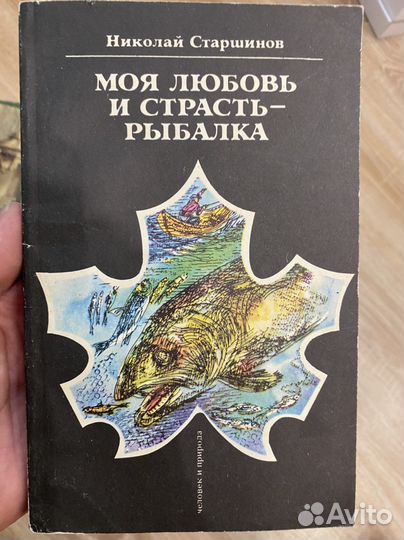 Николай Старшинов
МОЯ ЛЮБОВЬ
И СТРАСТЬ–
РЫБАЛКА
человек и природа
Avito